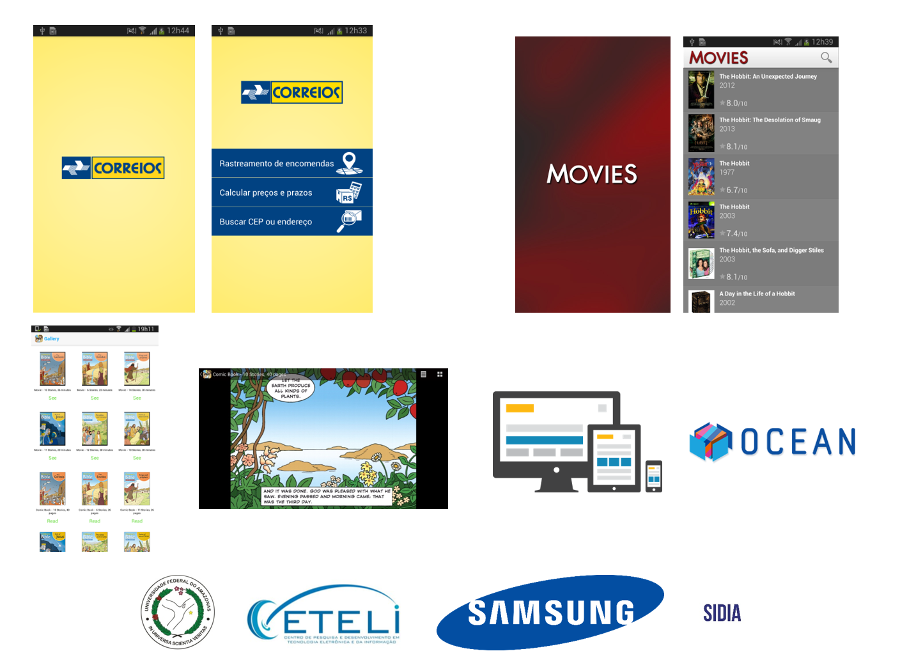 12h44
12h33
CORREIOS
CORREIOS
Rastreamento de encomendas
Calcular preços e prazos
R$
Buscar CEP ou endereço
MOVIES
12h39
MOVIES
The Hobbit: An Unexpected Journey
2012
8.0/10
The Hobbit: The Desolation of Smaug
2013
8.1/10
The Hobbit
1977
6.7/10
The Hobbit
2003
7.4/10
The Hobbit, the Sofa, and Digger Stiles
2003
8.1/10
A Day in the Life of a Hobbit
2002
19h11
Gallery
See
See
See
See
See
See
Read
Read
Read
Comic Book - 10 Stories, 40 pages
LET THE
EARTH PRODUCE
ALL KINDS OF
PLANTS.
AND IT WAS DONE. GOD WAS PLEASED WITH WHAT HE
SAW. EVENING PASSED AND MORNING CAME. THAT
WAS THE THIRD DAY.
OCEAN
UNIVERSIDADE FEDERAL DO AMAZONAS
IN UNIVERSA SCIENTIA VERITAS
CETELI
CENTRO DE PESQUISA E DESENVOLVIMENTO EM
TECNOLOGIA ELETRÔNICA E DA INFORMAÇÃO
SAMSUNG
SIDIA